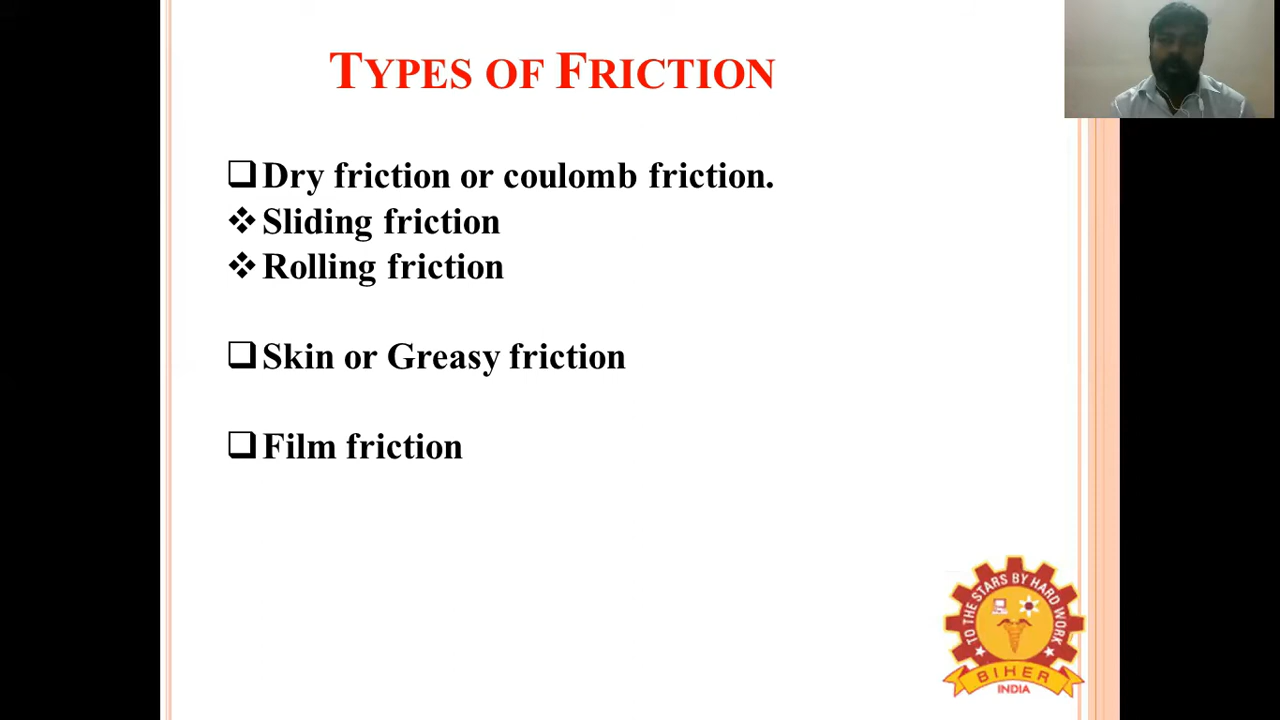 TYPES OF FRICTION
Dry friction or coulomb friction.
Sliding friction
Rolling friction
Skin or Greasy friction
Film friction
TO THE STARS BY HARD WORK
BIHER
INDIA